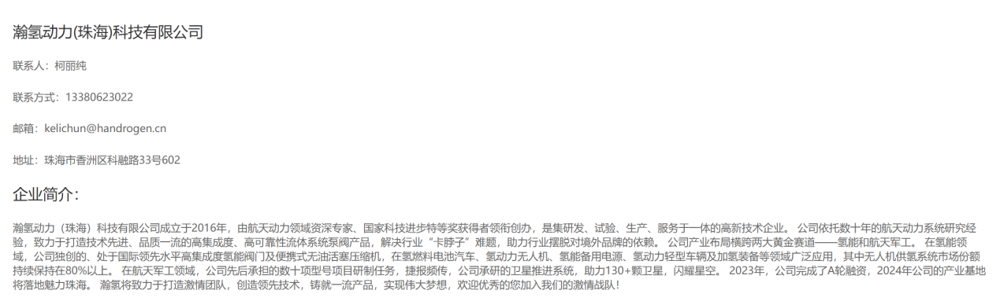 瀚氢动力(珠海)科技有限公司
联系人：柯丽纯
联系方式：13380623022
邮箱：kelichun@handrogen.cn
地址：珠海市香洲区科融路33号602
企业简介：
瀚氢动力（珠海）科技有限公司成立于2016年，由航天动力领域资深专家、国家科技进步特等奖获得者领衔创办，是集研发、试验、生产、服务于一体的高新技术企业。 公司依托数十年的航天动力系统研究经
验，致力于打造技术先进、品质一流的高集成度、高可靠性流体系统泵阀产品，解决行业“卡脖子”难题，助力行业摆脱对境外品牌的依赖。 公司产业布局横跨两大黄金赛道——氢能和航天军工。 在氢能领
域，公司独创的、处于国际领先水平高集成度氢能阀门及便携式无油活塞压缩机，在氢燃料电池汽车、氢动力无人机、氢能备用电源、氢动力轻型车辆及加氢装备等领域广泛应用，其中无人机供氢系统市场份额
持续保持在80%以上。 在航天军工领域，公司先后承担的数十项型号项目研制任务，捷报频传，公司承研的卫星推进系统，助力130+颗卫星，闪耀星空。 2023年，公司完成了A轮融资，2024年公司的产业基地
将落地魅力珠海。 瀚氢将致力于打造激情团队，创造领先技术，铸就一流产品，实现伟大梦想，欢迎优秀的您加入我们的激情战队！